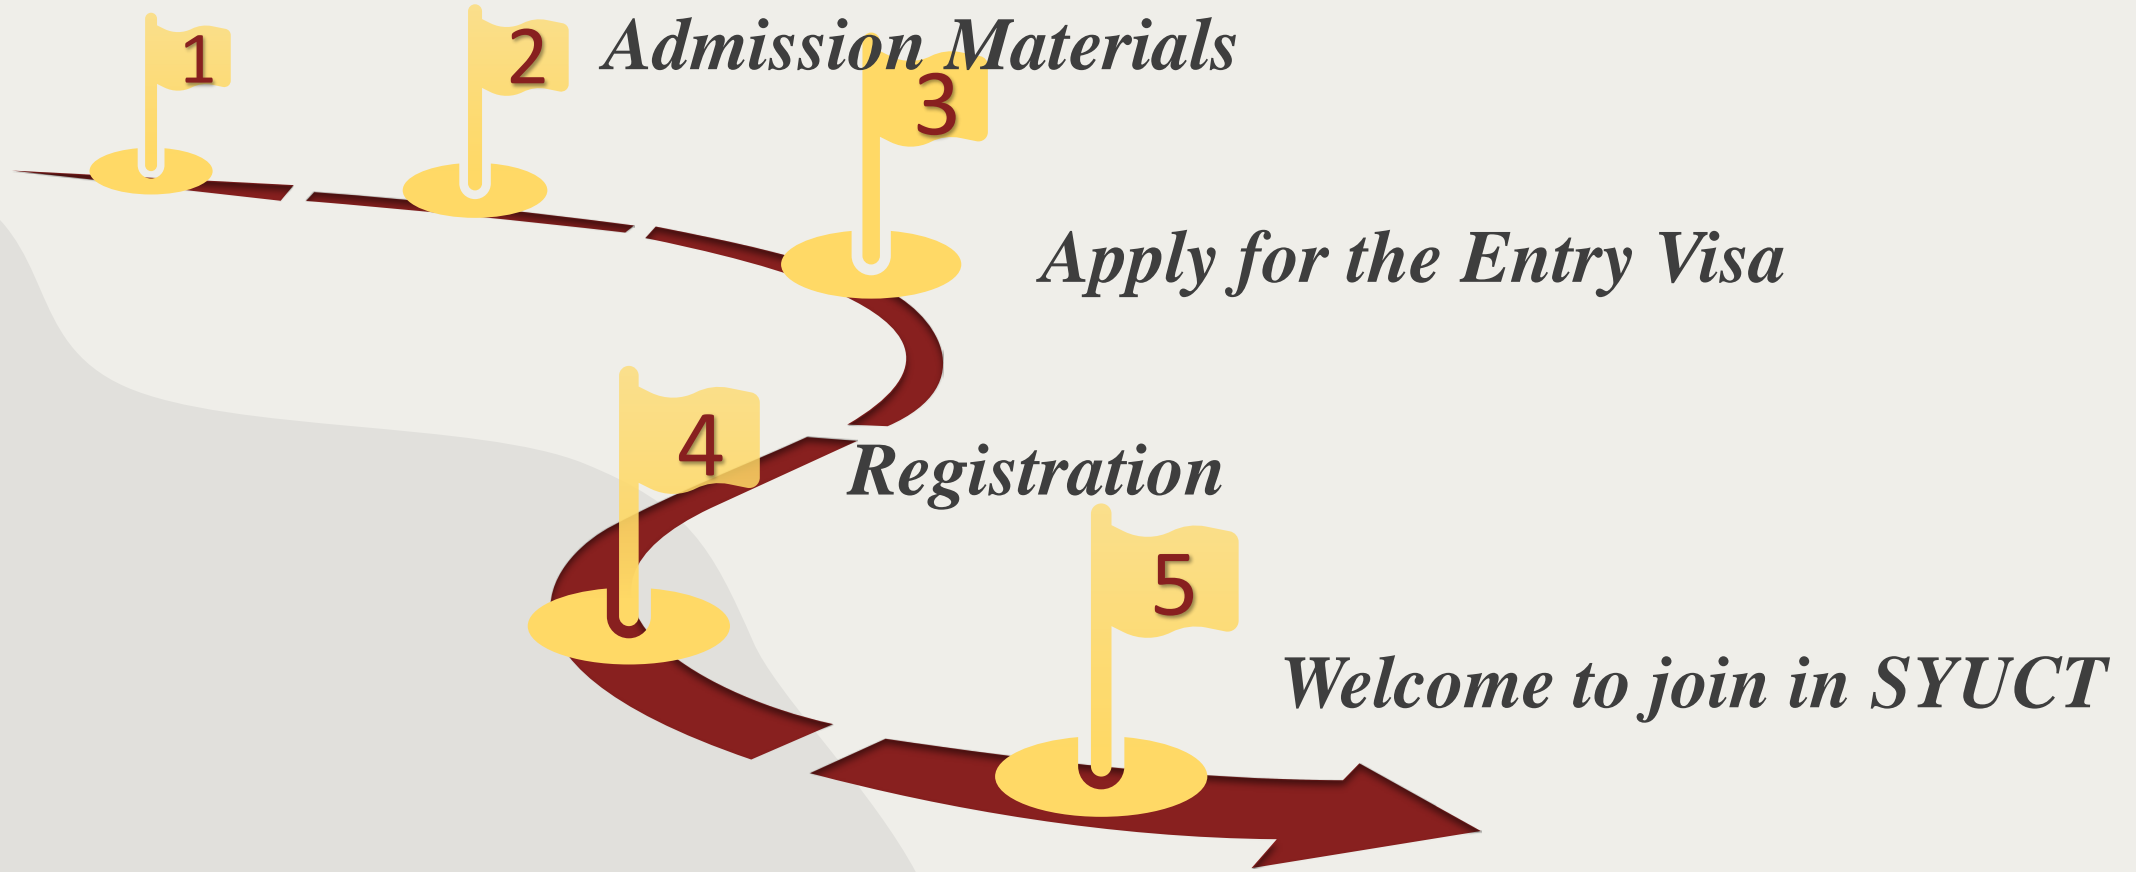 1
2
Admission Materials
3
Apply for the Entry Visa
4
Registration
5
Welcome to join in SYUCT